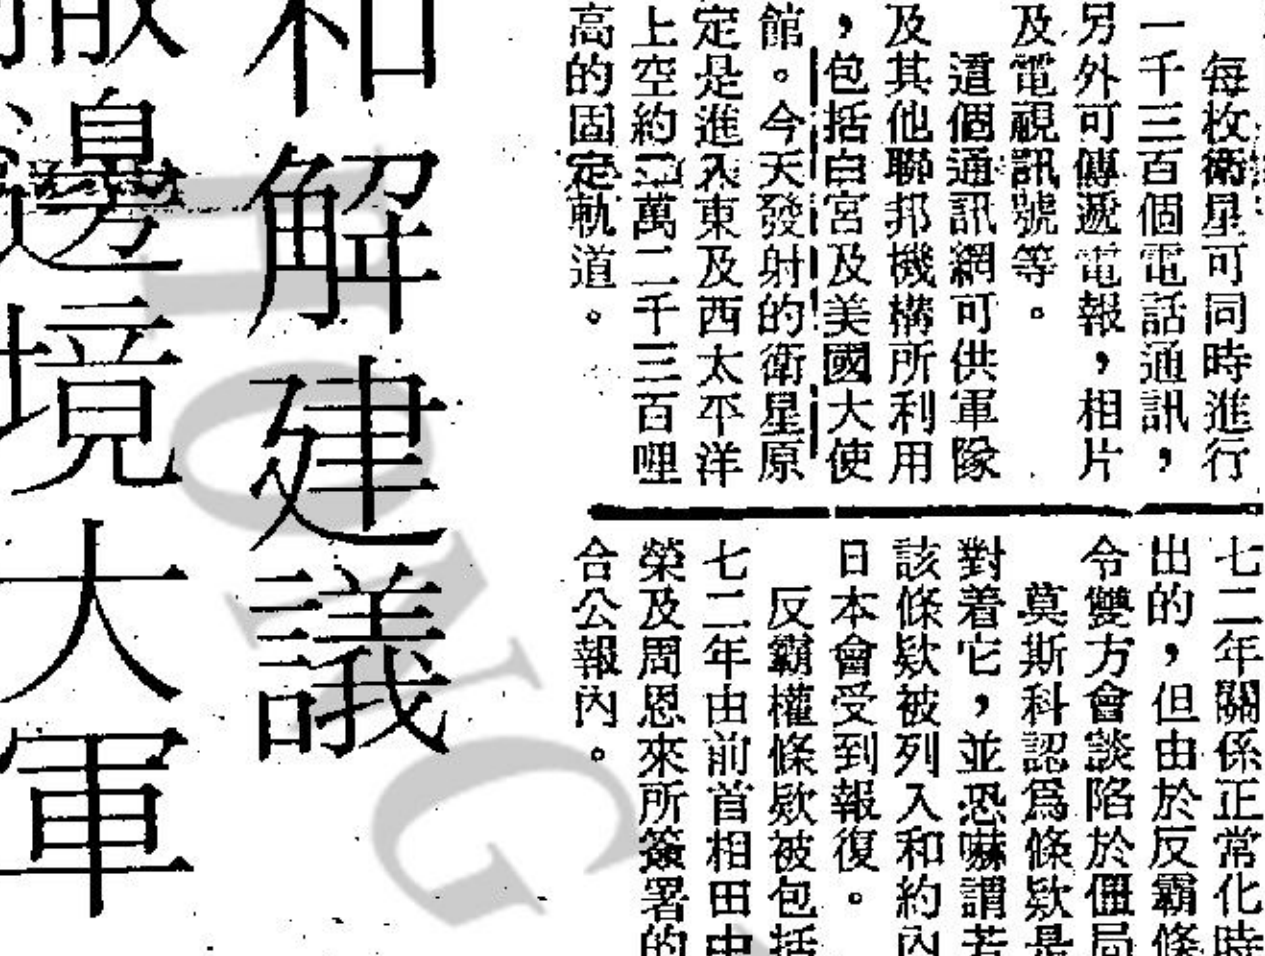 每枚衛星可同時進行
一千三百個電話通訊，
另外可傳遞電報，相片
及電視訊號等。
這個通訊網可供軍隊
及其他聯邦機構所利用
，包括白宮及美國大使
館。今天發射的衛星原
定是進入東及西太平洋
上空約二萬二千三百哩
高的固定軌道。
七二年關係正常化時
出的，但由於反霸條
令雙方會談陷於僵局
莫斯科認爲條欵是
對着它，並恐嚇謂若
該條欵被列入和約內
日本會受到報復。
反霸權條欵被包括
七二年由前首相田中
榮及周恩來所簽署的
合公報內。
和解建議
撤邊境大軍